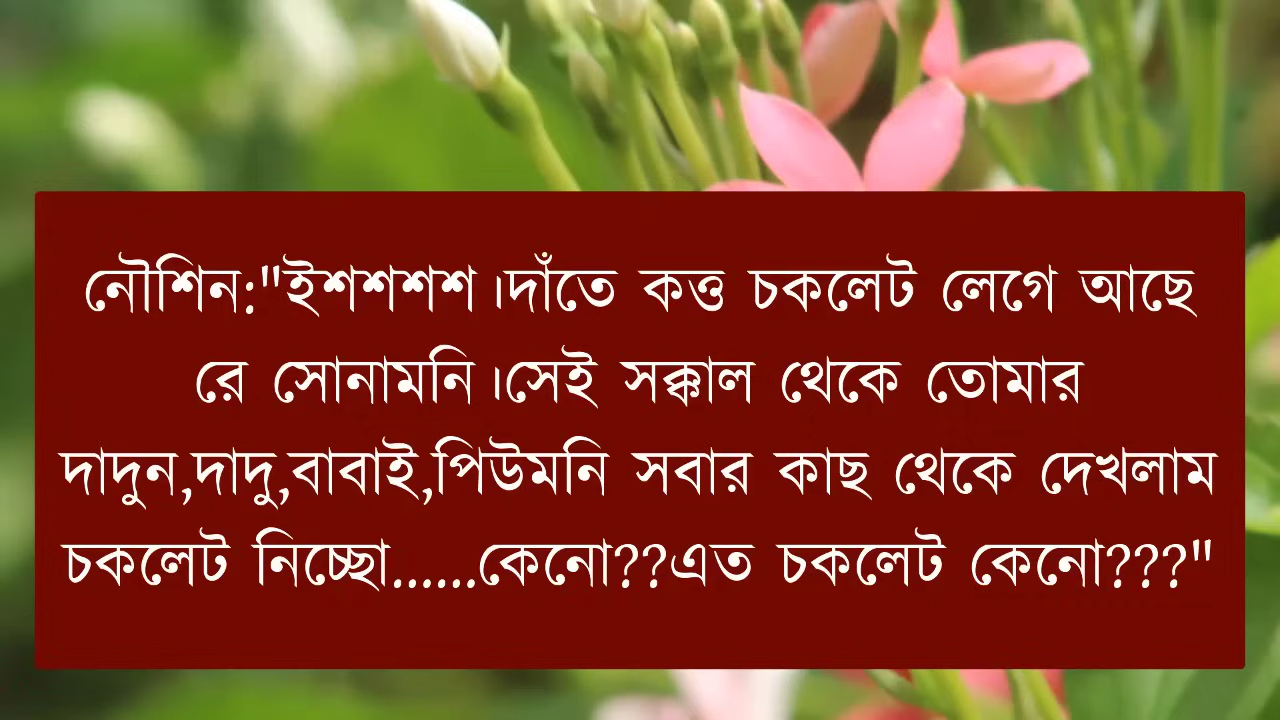 নৌশিন:"ইশশশশ।দাঁতে কত্ত চকলেট লেগে আছে
রে সোনামনি।সেই সক্কাল থেকে তোমার
দাদুন,দাদু,বাবাই,পিউমনি সবার কাছ থেকে দেখলাম
চকলেট নিচ্ছো......কেনো??এত চকলেট কেনো???"